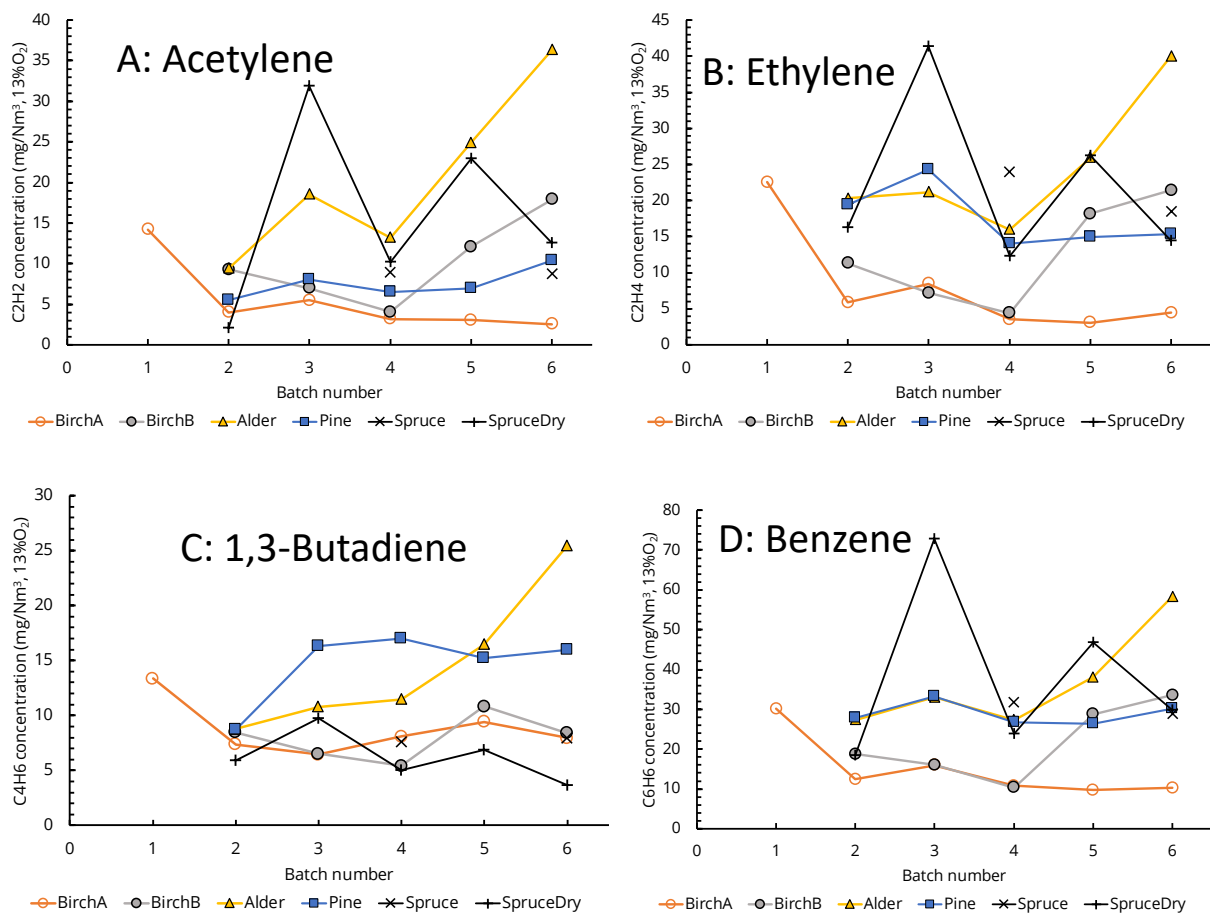 A: Acetylene
C2H2 concentration (mg/Nm³, 13%O₂)
40
35
30
25
20
15
10
5
0
0 1 2 3 4 5 6
Batch number
BirchA BirchB Alder Pine Spruce SpruceDry
B: Ethylene
C2H4 concentration (mg/Nm³, 13%O₂)
45
40
35
30
25
20
15
10
5
0
0 1 2 3 4 5 6
Batch number
BirchA BirchB Alder Pine Spruce SpruceDry
C: 1,3-Butadiene
C4H6 concentration (mg/Nm³, 13%O₂)
30
25
20
15
10
5
0
0 1 2 3 4 5 6
Batch number
BirchA BirchB Alder Pine Spruce SpruceDry
D: Benzene
C6H6 concentration (mg/Nm³, 13%O₂)
80
70
60
50
40
30
20
10
0
0 1 2 3 4 5 6
Batch number
BirchA BirchB Alder Pine Spruce SpruceDry